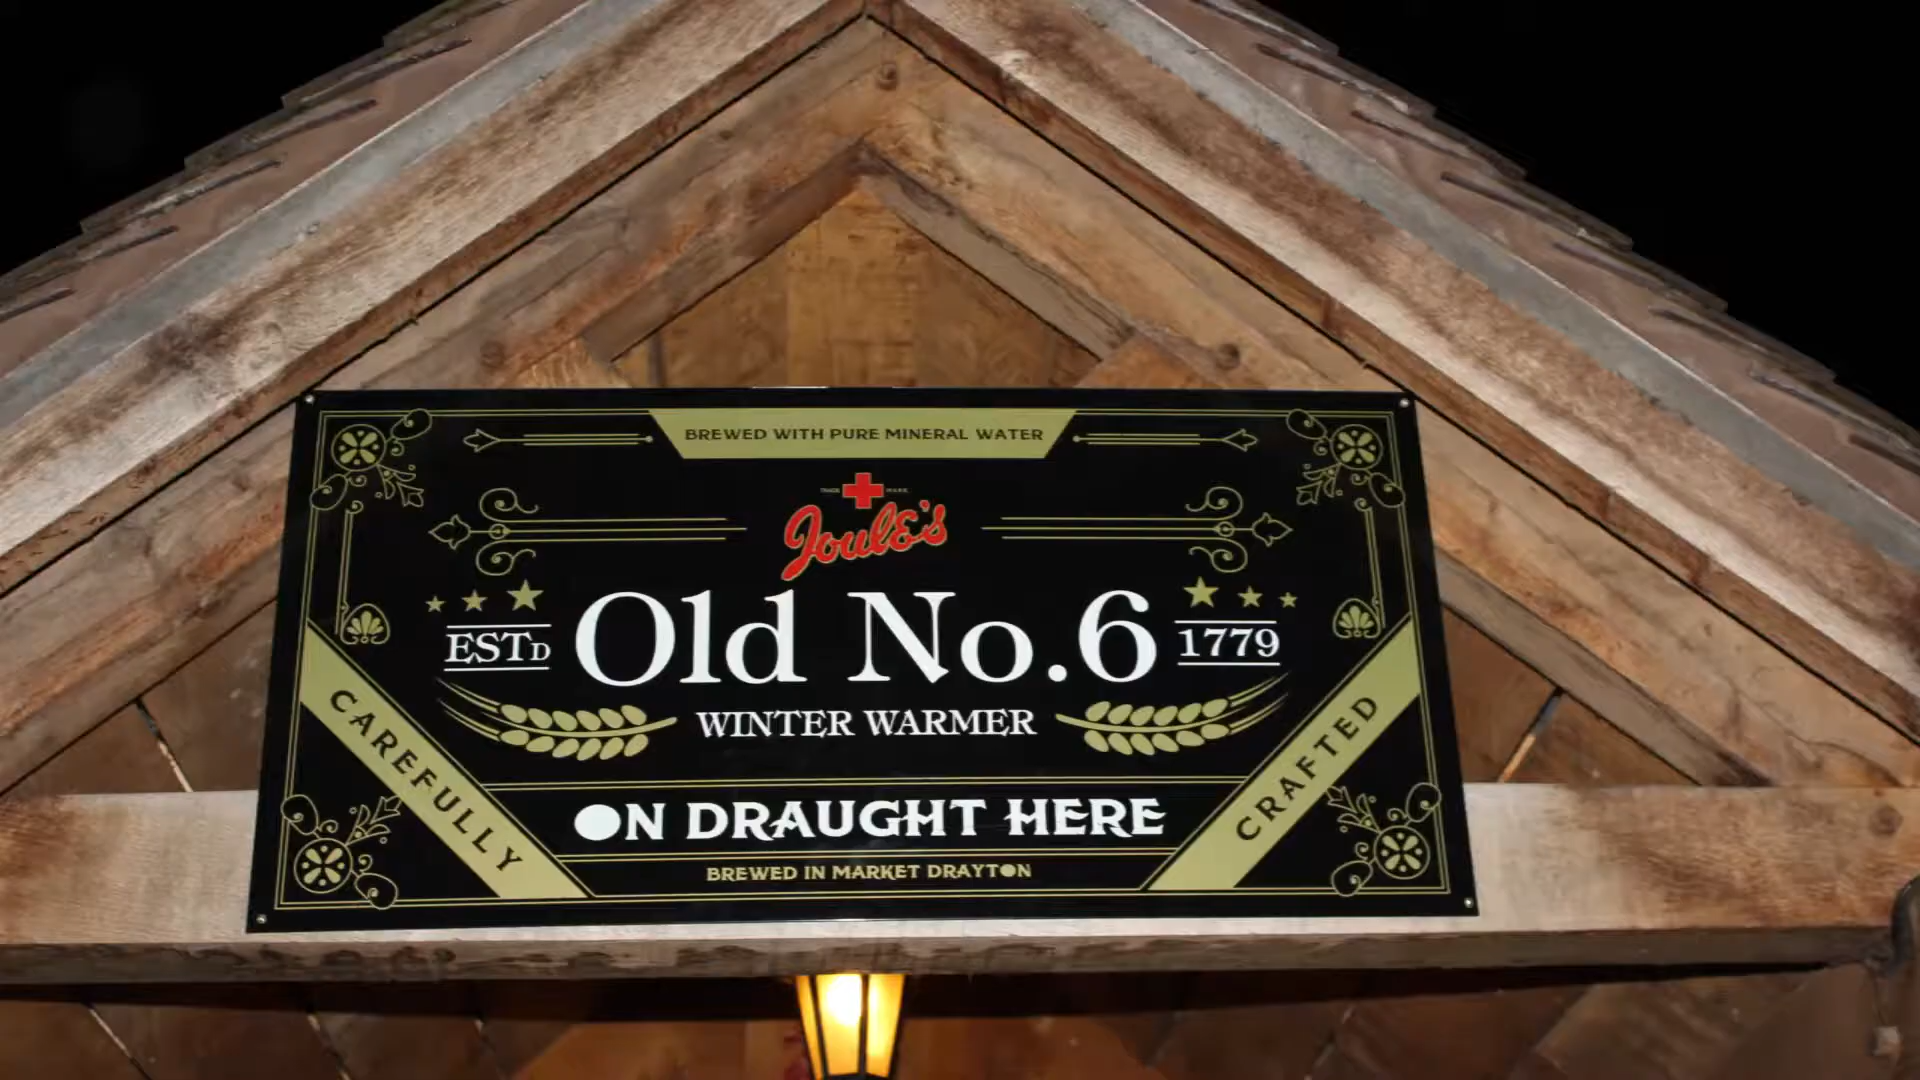 BREWED WITH PURE MINERAL WATER
TRADE MARK
Joule's
ESTD Old No.6 1779
WINTER WARMER
CAREFULLY
CRAFTED
ON DRAUGHT HERE
BREWED IN MARKET DRAYTON